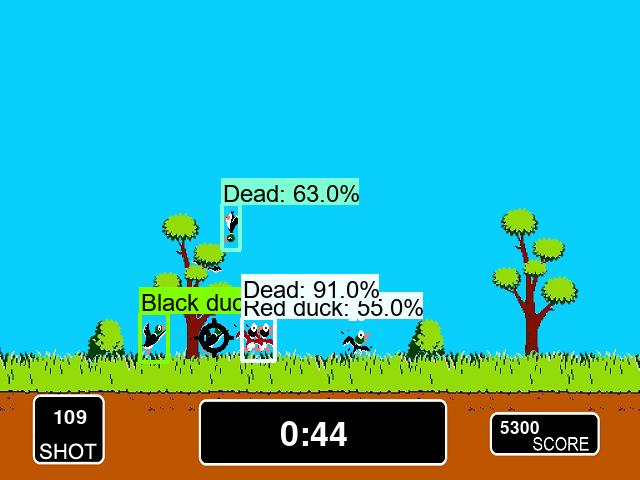 Dead: 63.0%
Dead: 91.0%
Black duc
Red duck: 55.0%
109
SHOT
0:44
5300
SCORE